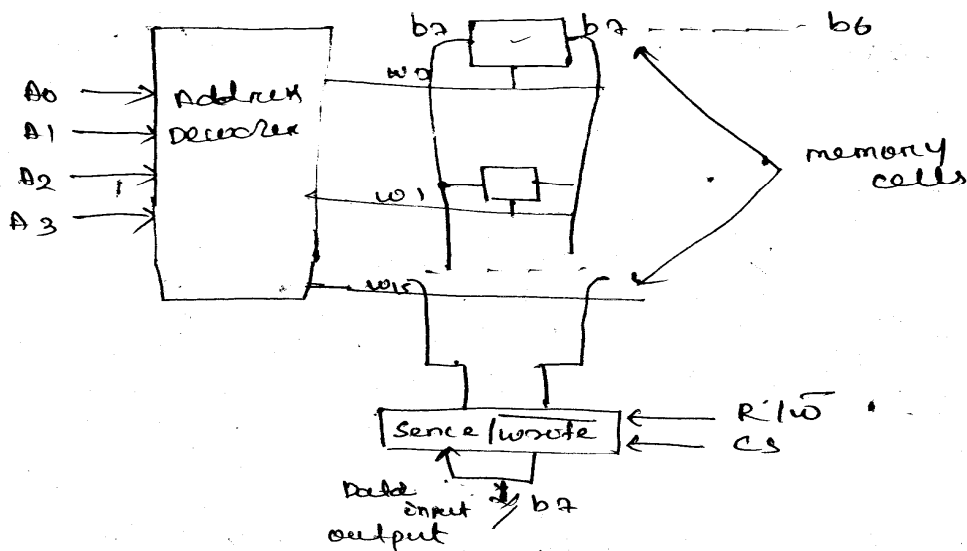 b7 b7 b6
A0
A1
A2
A3
Address
Decoder
w0
w1
w15
memory
cells
R/w̅
CS
Sence / w̅r̅o̅t̅e̅
Data
input
output
b7